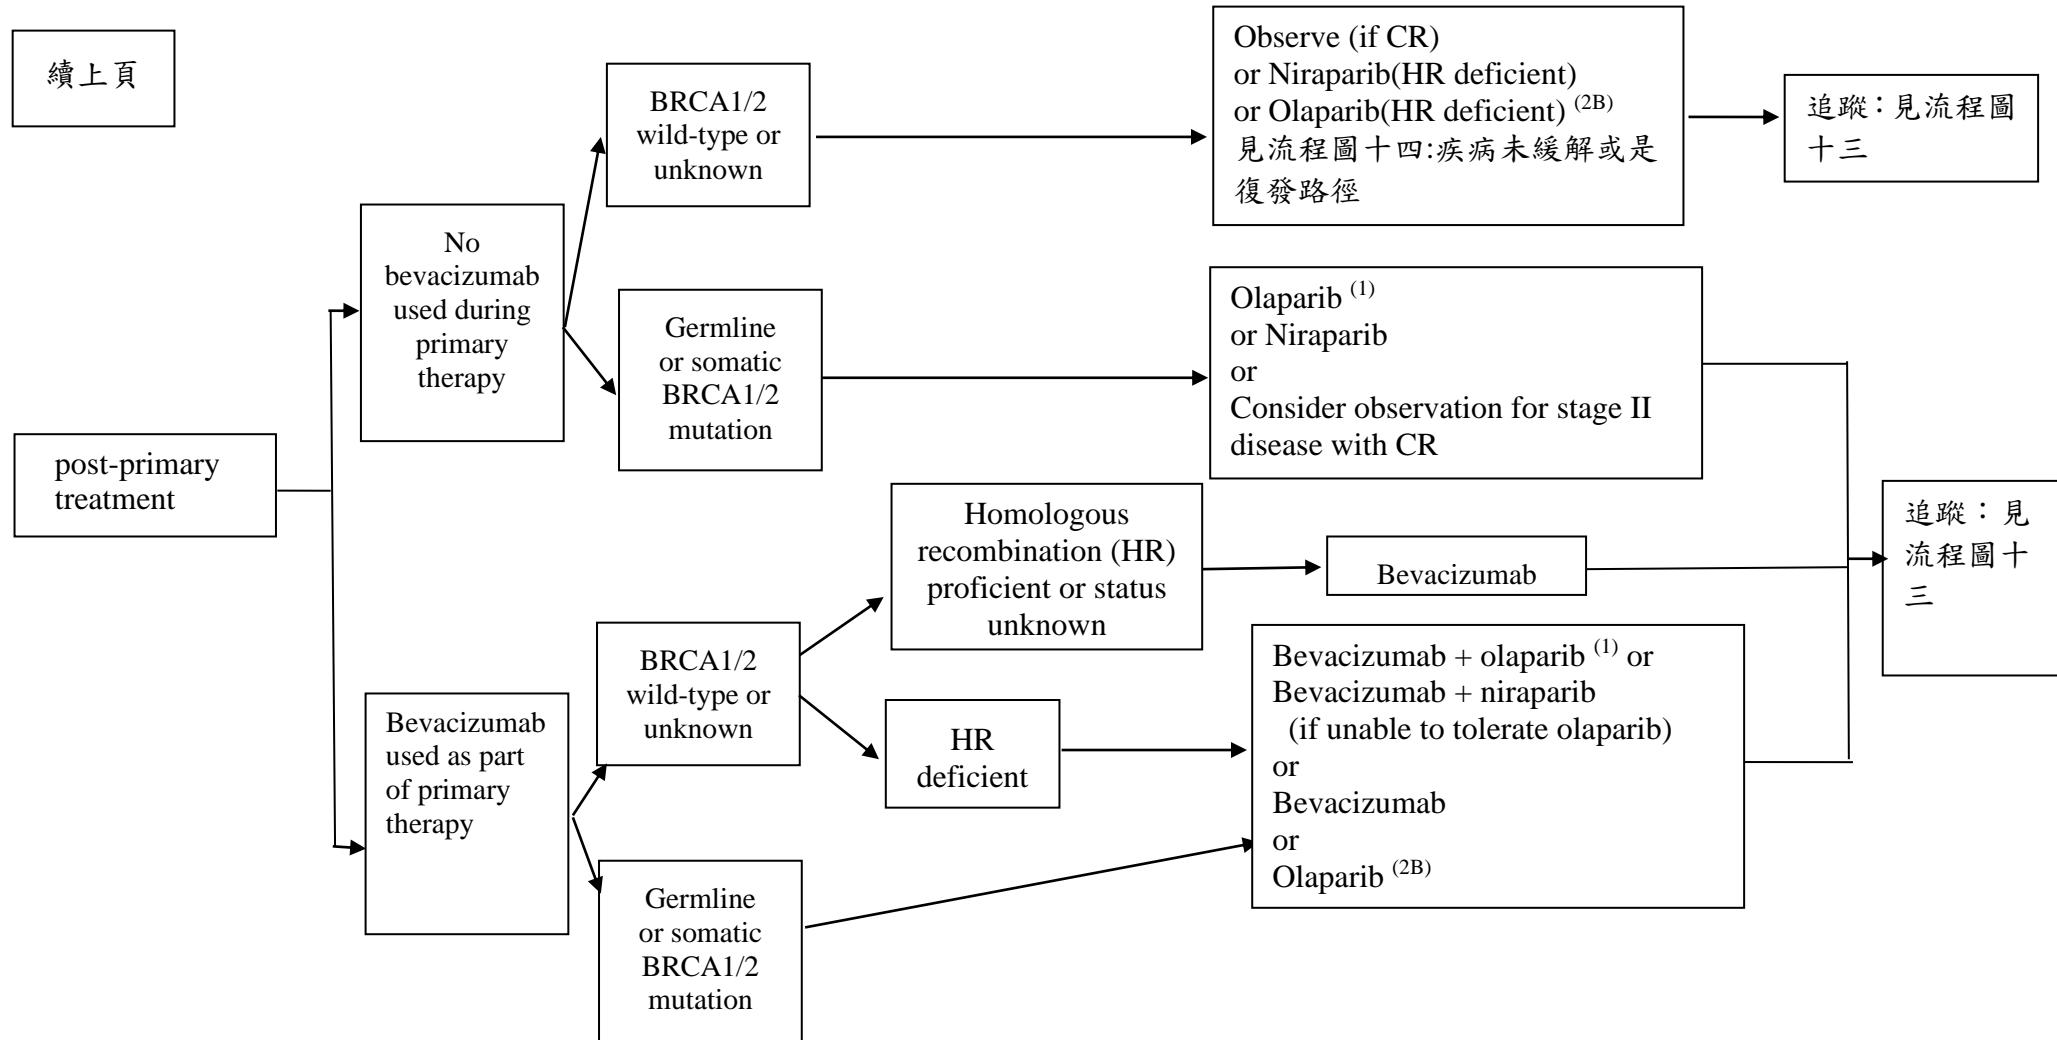 續上頁
post-primary
treatment
No
bevacizumab
used during
primary
therapy
BRCA1/2
wild-type or
unknown
Observe (if CR)
or Niraparib(HR deficient)
or Olaparib(HR deficient) (2B)
見流程圖十四:疾病未緩解或是
復發路徑
追蹤：見流程圖
十三
Germline
or somatic
BRCA1/2
mutation
Olaparib (1)
or Niraparib
or
Consider observation for stage II
disease with CR
Bevacizumab
used as part
of primary
therapy
BRCA1/2
wild-type or
unknown
Homologous
recombination (HR)
proficient or status
unknown
Bevacizumab
HR
deficient
Bevacizumab + olaparib (1) or
Bevacizumab + niraparib
(if unable to tolerate olaparib)
or
Bevacizumab
or
Olaparib (2B)
Germline
or somatic
BRCA1/2
mutation
追蹤：見
流程圖十
三